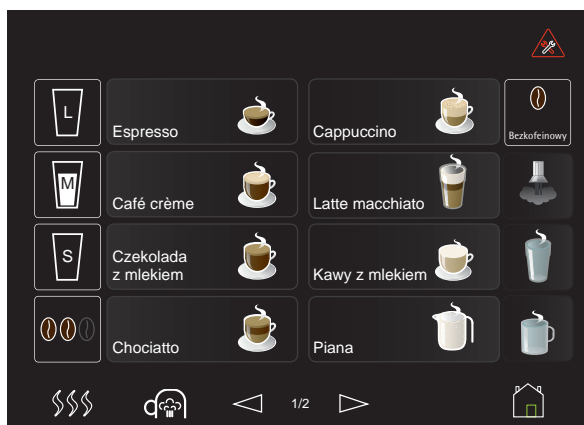 L
Espresso
Cappuccino
Bezkofeinowy
M
Café crème
Latte macchiato
S
Czekolada
z mlekiem
Kawy z mlekiem
Chociatto
Piana
1/2